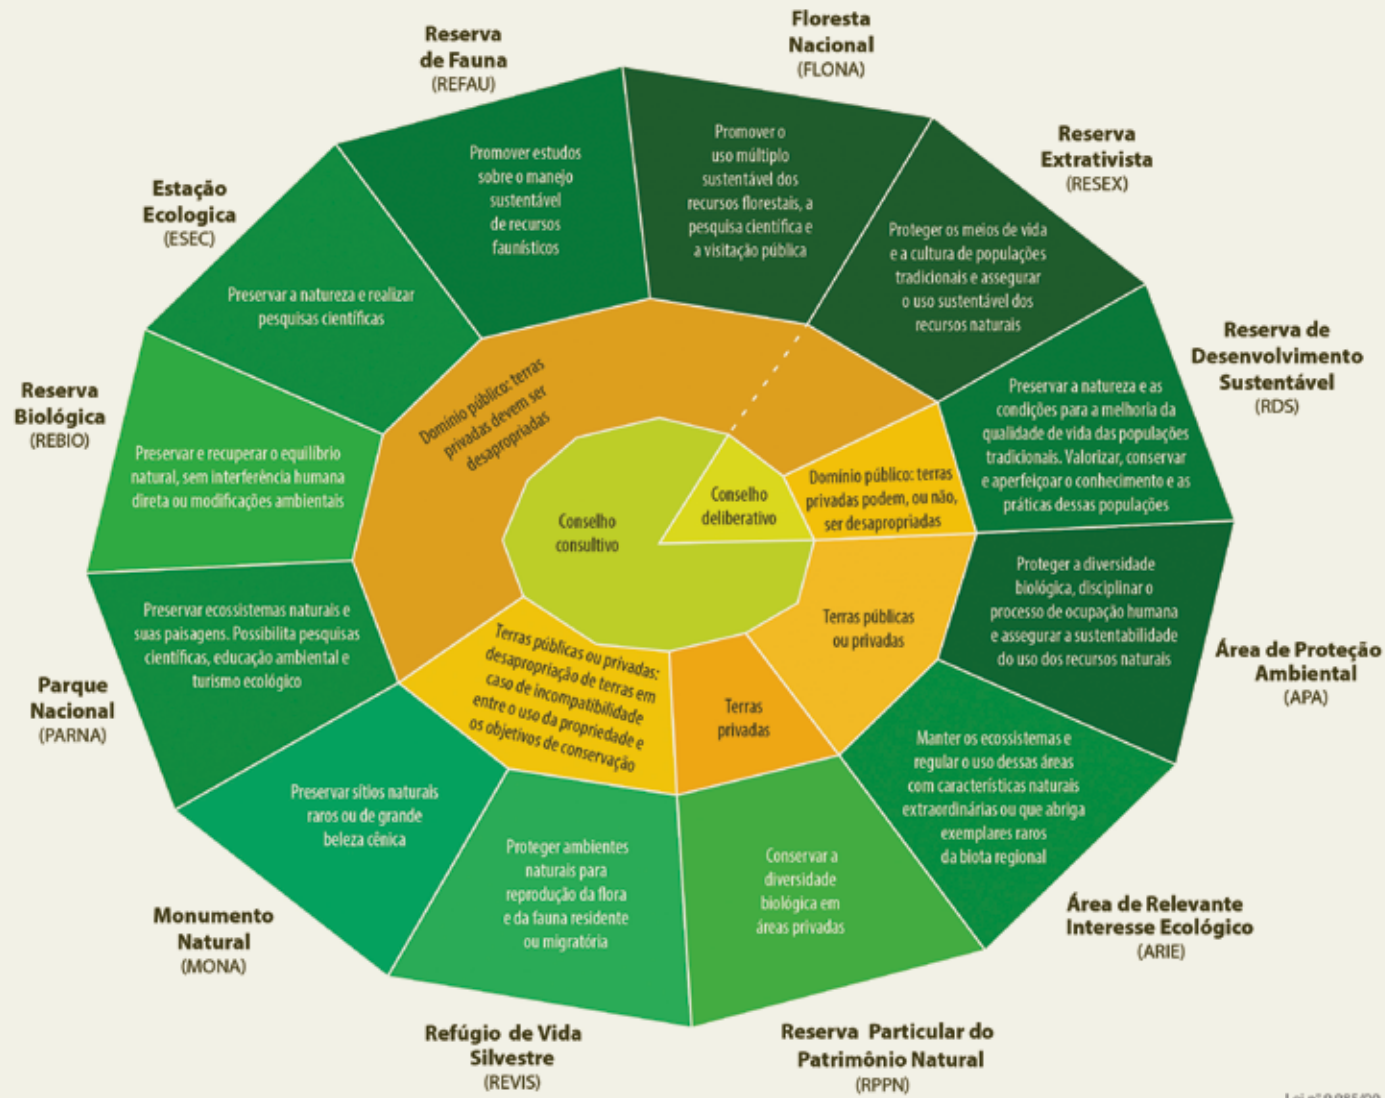 Reserva
de Fauna
(REFAU)
Promover estudos
sobre o manejo
sustentável
de recursos
faunísticos
Floresta
Nacional
(FLONA)
Promover o
uso múltiplo
sustentável dos
recursos florestais, a
pesquisa científica e
a visitação pública
Reserva
Extrativista
(RESEX)
Proteger os meios de vida
e a cultura de populações
tradicionais e assegurar
o uso sustentável dos
recursos naturais
Reserva de
Desenvolvimento
Sustentável
(RDS)
Preservar a natureza e as
condições para a melhoria da
qualidade de vida das populações
tradicionais. Valorizar, conservar
e aperfeiçoar o conhecimento e as
práticas dessas populações
Área de Proteção
Ambiental
(APA)
Proteger a diversidade
biológica, disciplinar o
processo de ocupação humana
e assegurar a sustentabilidade
do uso dos recursos naturais
Área de Relevante
Interesse Ecológico
(ARIE)
Manter os ecossistemas e
regular o uso dessas áreas
com características naturais
extraordinárias ou que abriga
exemplares raros
da biota regional
Reserva Particular do
Patrimônio Natural
(RPPN)
Conservar a
diversidade
biológica em
áreas privadas
Refúgio de Vida
Silvestre
(REVIS)
Proteger ambientes
naturais para
reprodução da flora
e da fauna residente
ou migratória
Monumento
Natural
(MONA)
Preservar sítios naturais
raros ou de grande
beleza cênica
Parque
Nacional
(PARNA)
Preservar ecossistemas naturais e
suas paisagens. Possibilita pesquisas
científicas, educação ambiental e
turismo ecológico
Reserva
Biológica
(REBIO)
Preservar e recuperar o equilíbrio
natural, sem interferência humana
direta ou modificações ambientais
Estação
Ecologica
(ESEC)
Preservar a natureza e realizar
pesquisas científicas
Domínio público: terras
privadas devem ser
desapropriadas
Domínio público: terras
privadas podem, ou não,
ser desapropriadas
Terras públicas
ou privadas
Terras
privadas
Terras públicas ou privadas:
desapropriação de terras em
caso de incompatibilidade
entre o uso da propriedade e
os objetivos de conservação
Conselho
consultivo
Conselho
deliberativo